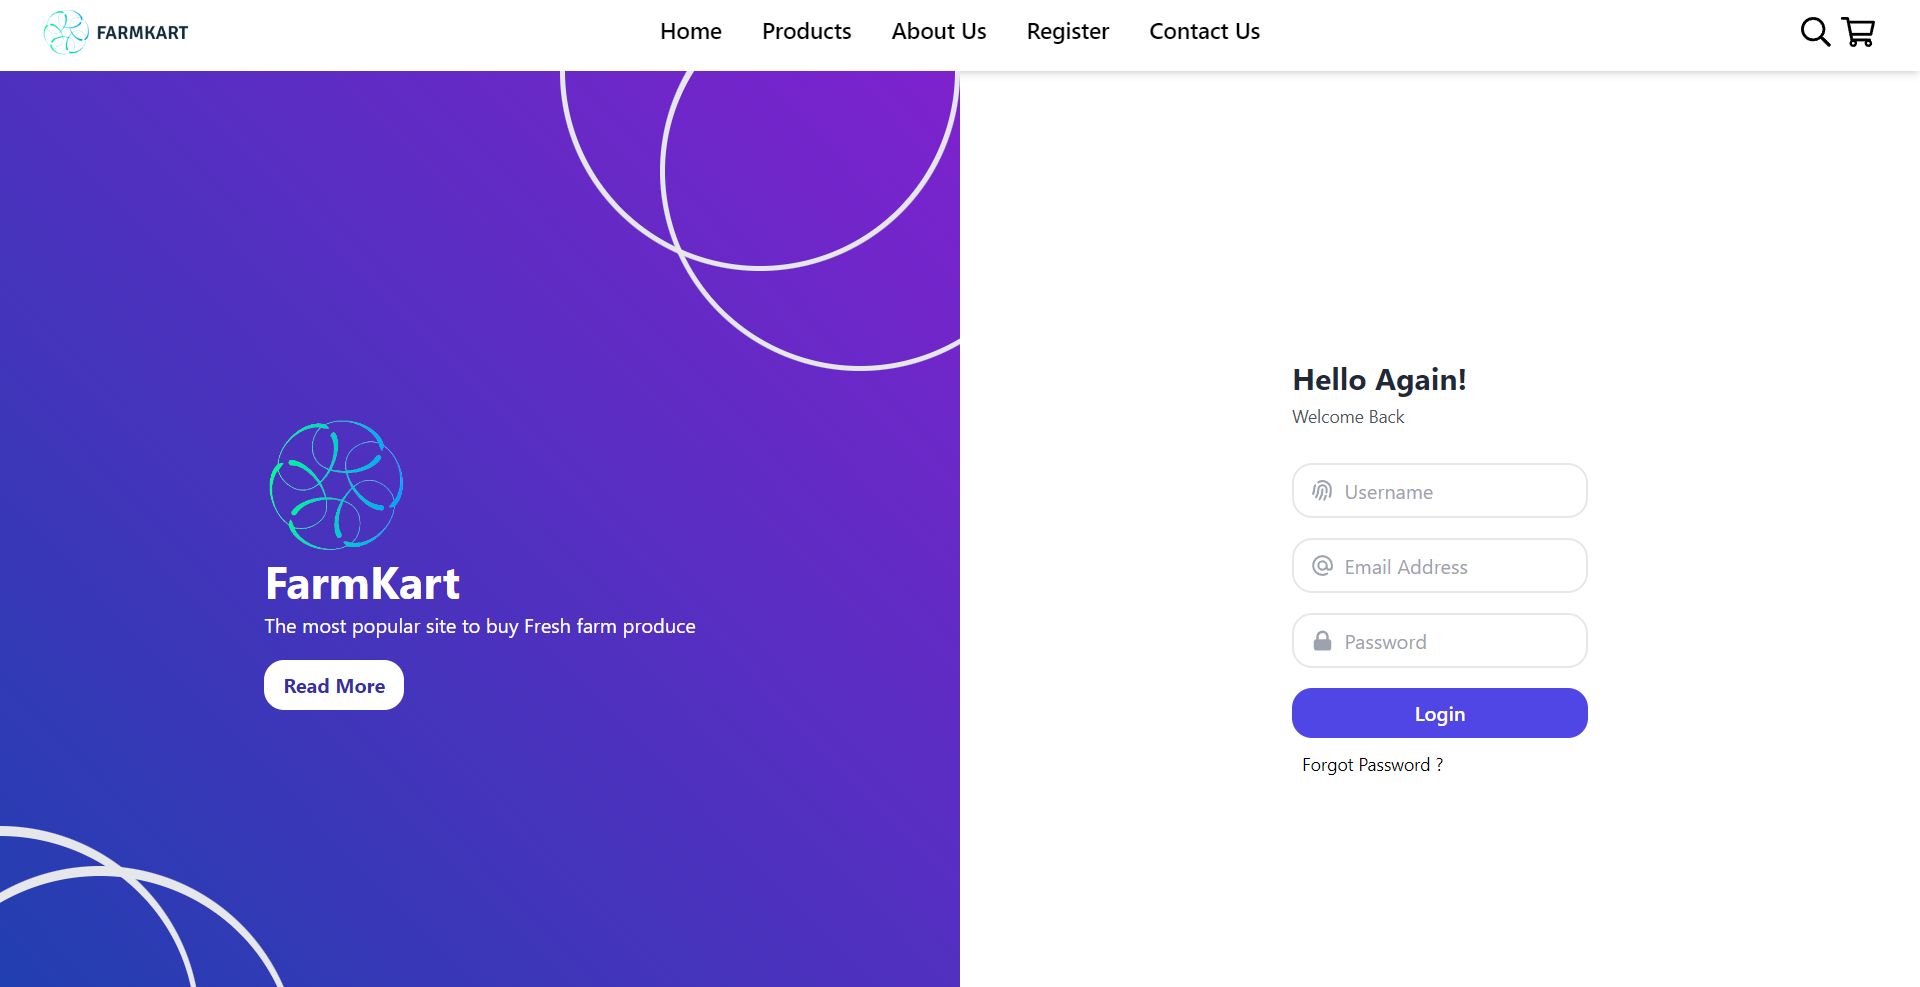 FARMKART
Home Products About Us Register Contact Us
FarmKart
The most popular site to buy Fresh farm produce
Read More
Hello Again!
Welcome Back
Username
Email Address
Password
Login
Forgot Password ?